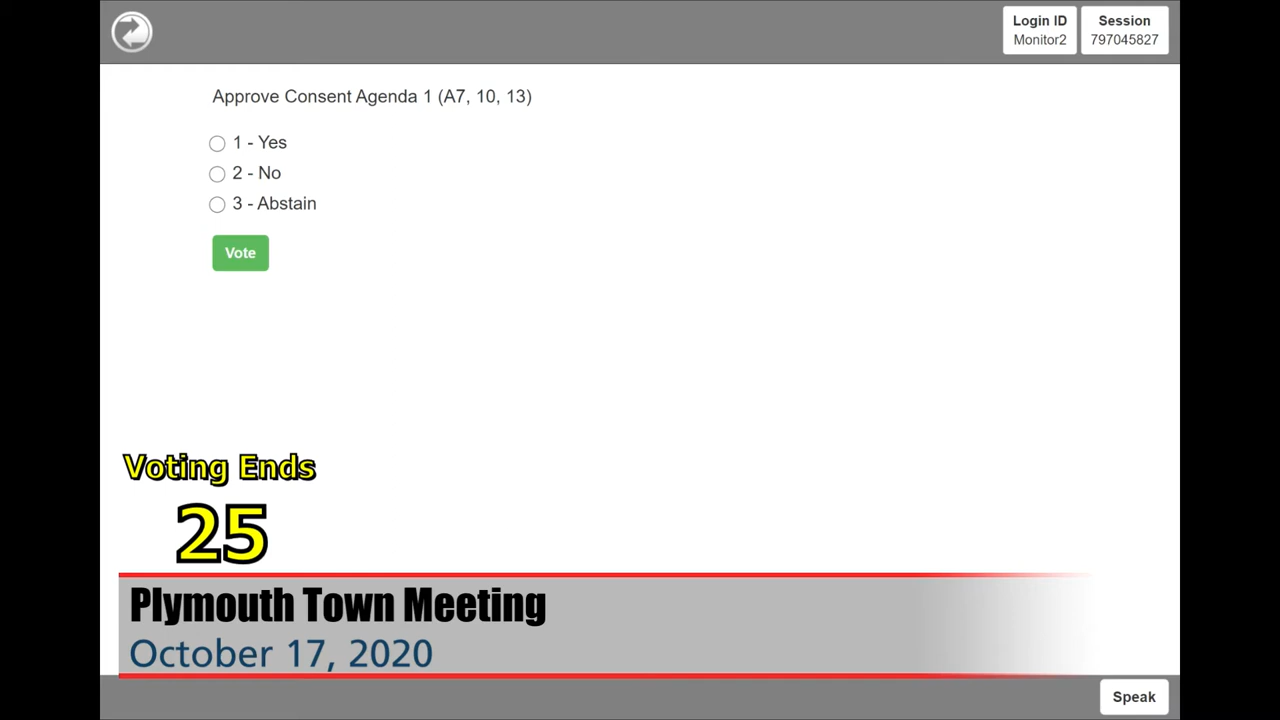 Login ID
Monitor2
Session
797045827
Approve Consent Agenda 1 (A7, 10, 13)
1 - Yes
2 - No
3 - Abstain
Vote
Voting Ends
25
Plymouth Town Meeting
October 17, 2020
Speak